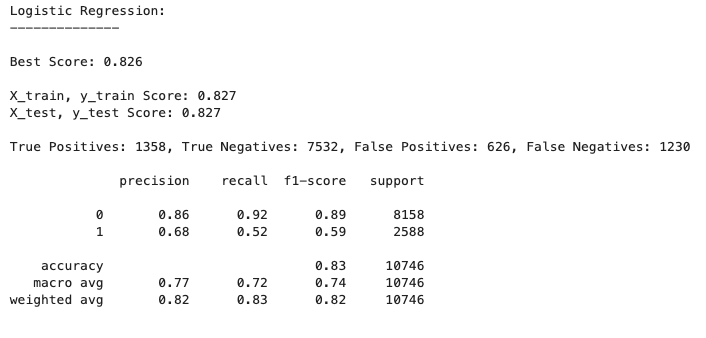 Logistic Regression:
--------------
Best Score: 0.826
X_train, y_train Score: 0.827
X_test, y_test Score: 0.827
True Positives: 1358, True Negatives: 7532, False Positives: 626, False Negatives: 1230
precision recall f1-score support
0 0.86 0.92 0.89 8158
1 0.68 0.52 0.59 2588
accuracy 0.83 10746
macro avg 0.77 0.72 0.74 10746
weighted avg 0.82 0.83 0.82 10746